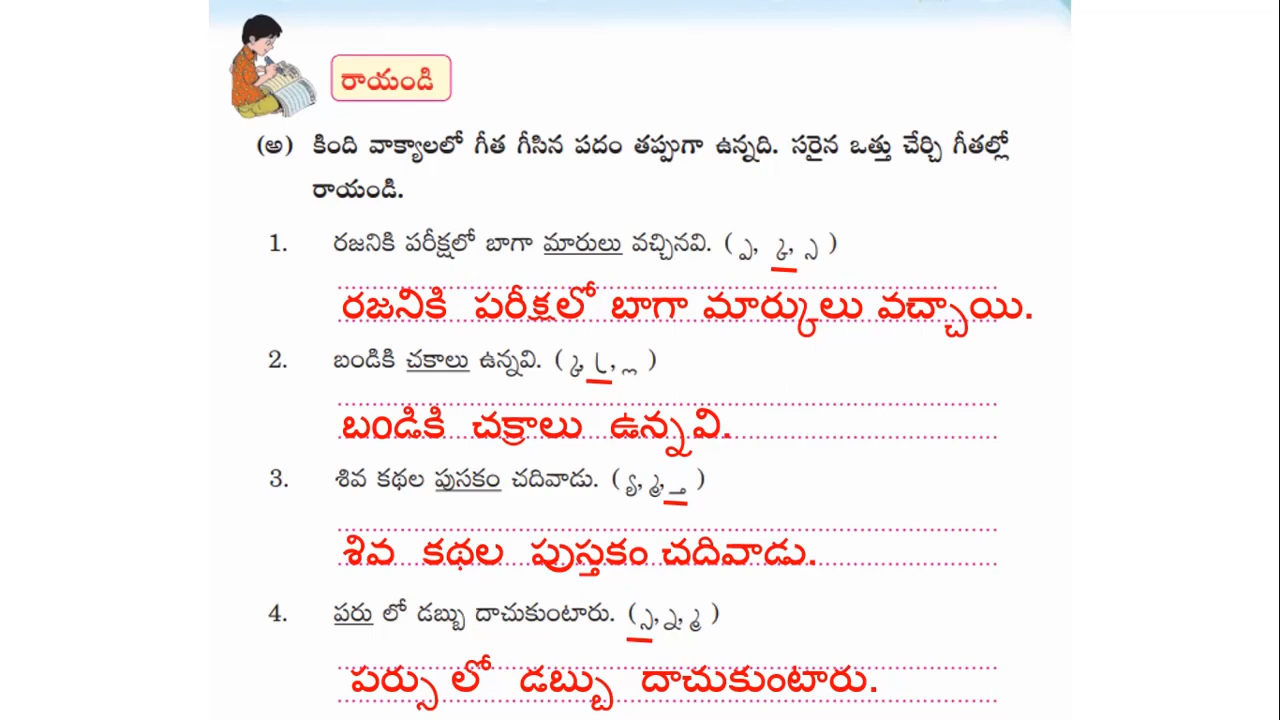 రాయండి
(అ) కింది వాక్యాలలో గీత గీసిన పదం తప్పుగా ఉన్నది. సరైన ఒత్తు చేర్చి గీతల్లో
రాయండి.
1. రజనికి పరీక్షలో బాగా మారులు వచ్చినవి. ( ్ప, ్క, ్స )
రజనికి పరీక్షలో బాగా మార్కులు వచ్చాయి.
2. బండికి చకాలు ఉన్నవి. ( ్క, ్ర, ్ల )
బండికి చక్రాలు ఉన్నవి.
3. శివ కథల పుసకం చదివాడు. ( ్య, ్మ, ్త )
శివ కథల పుస్తకం చదివాడు.
4. పరు లో డబ్బు దాచుకుంటారు. ( ్స, ్న, ్మ )
పర్సు లో డబ్బు దాచుకుంటారు.